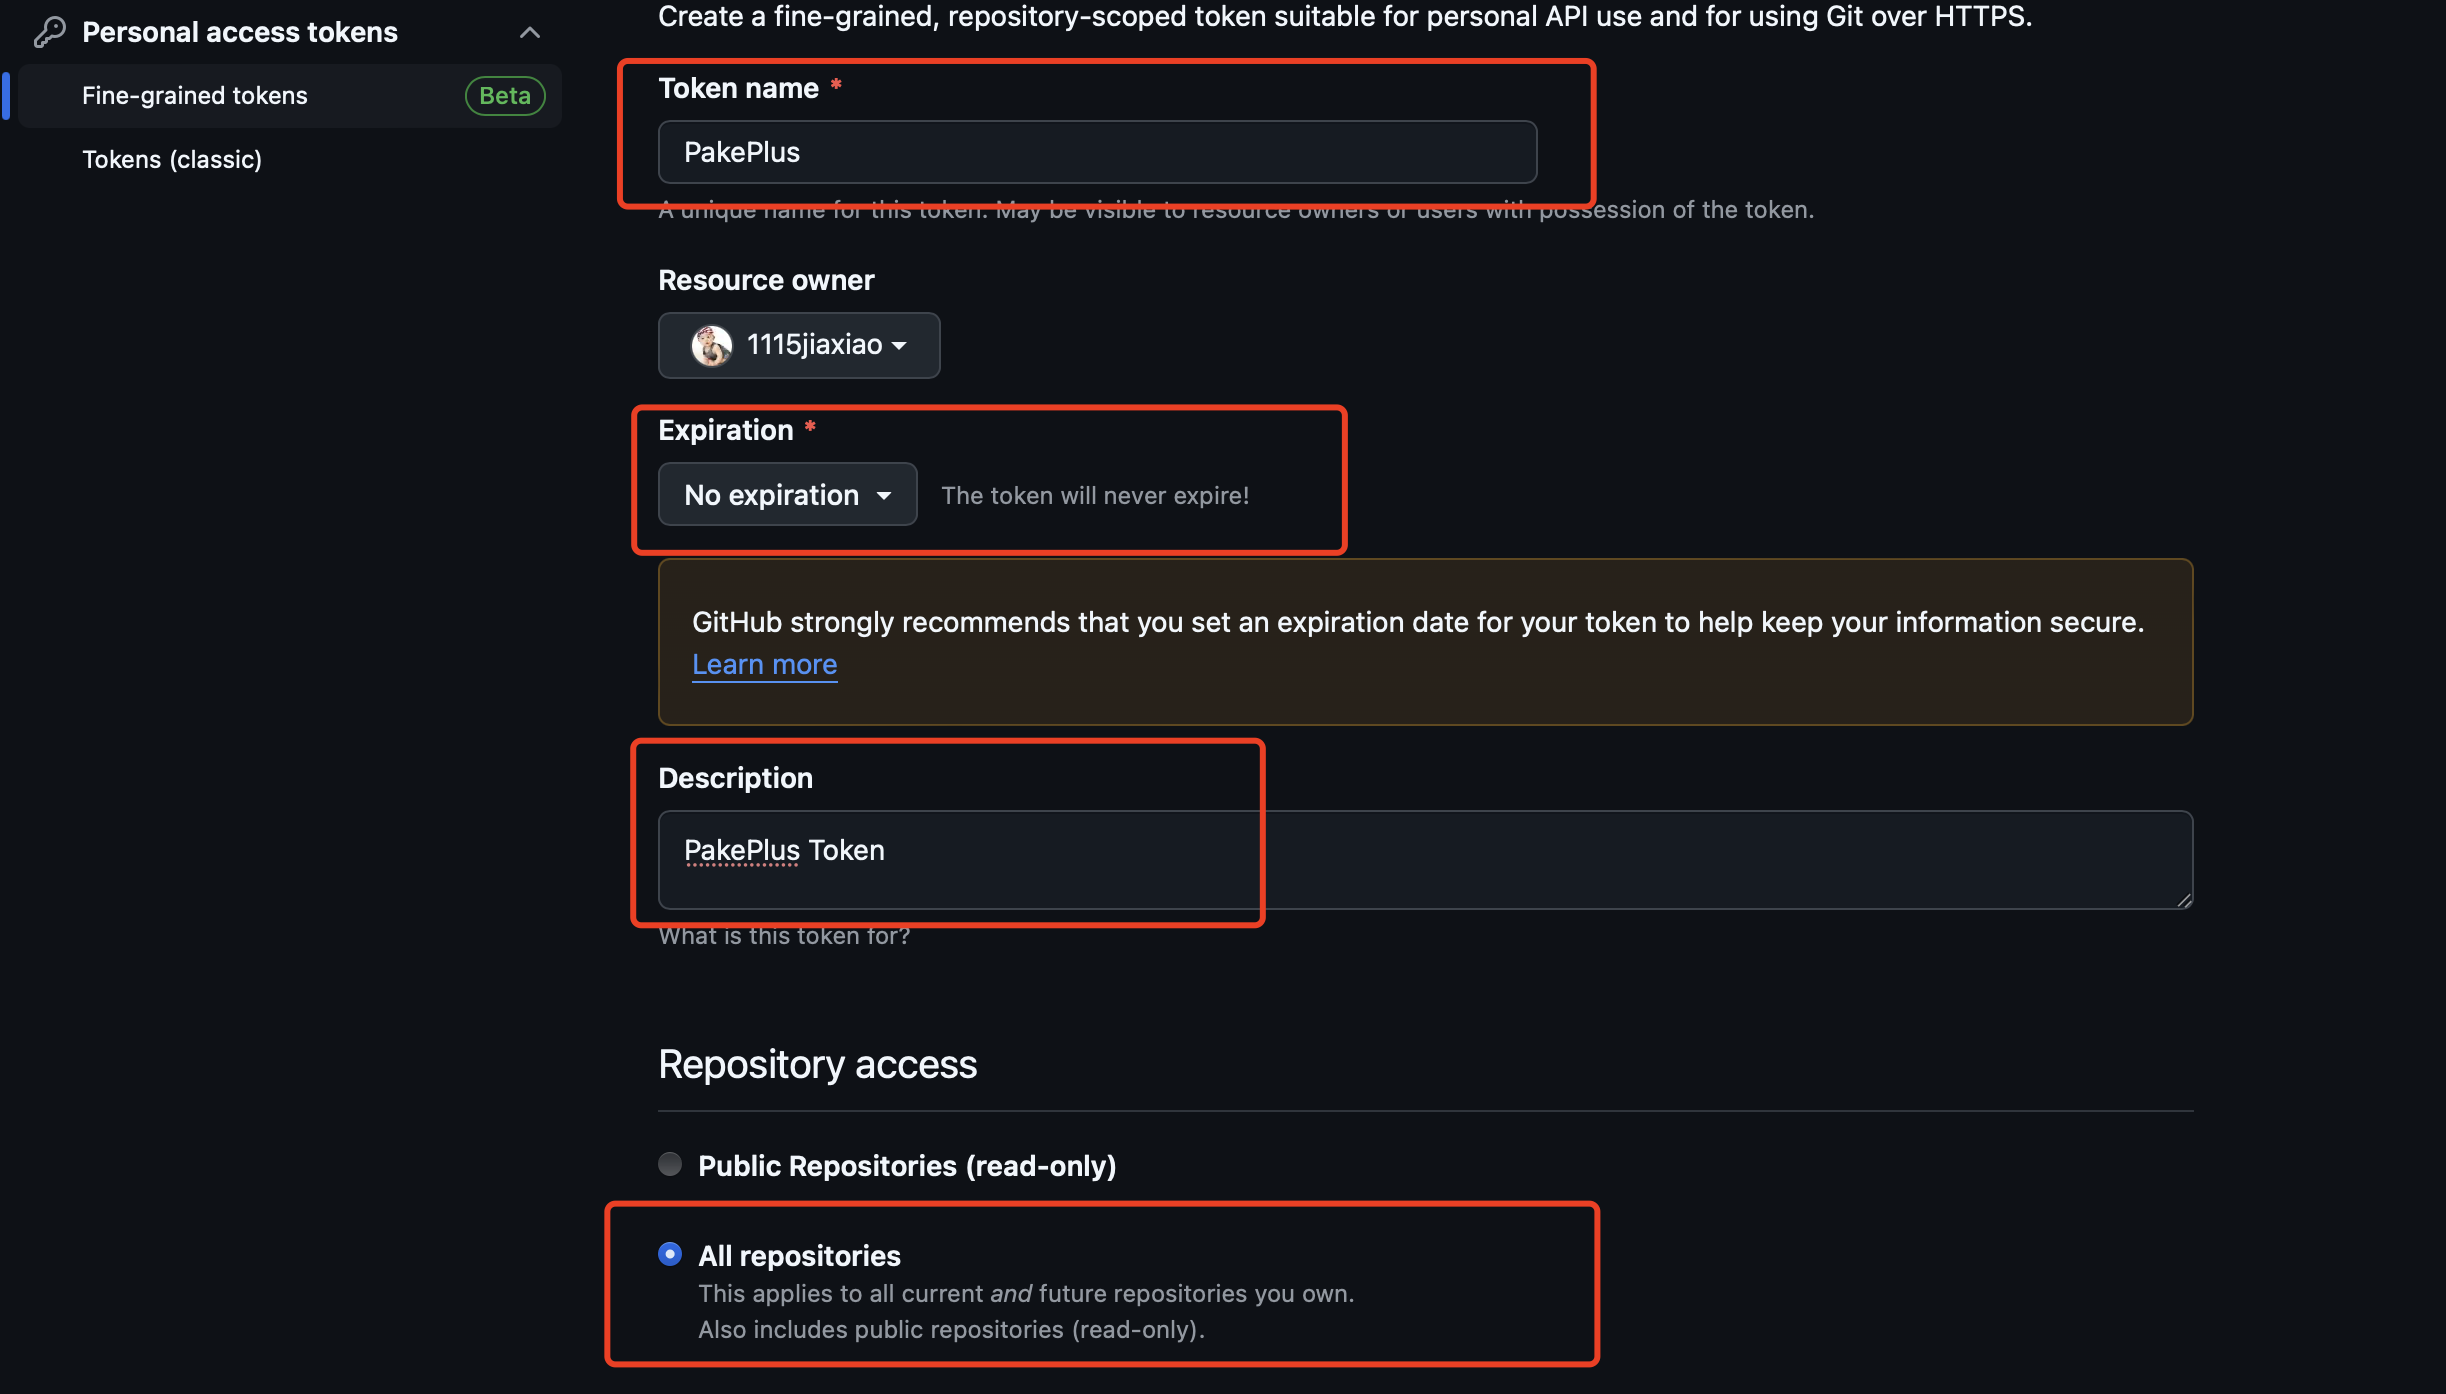 Personal access tokens
Fine-grained tokens
Beta
Tokens (classic)
Create a fine-grained, repository-scoped token suitable for personal API use and for using Git over HTTPS.
Token name *
PakePlus
A unique name for this token. May be visible to resource owners or users with possession of the token.
Resource owner
1115jiaxiao
Expiration *
No expiration
The token will never expire!
GitHub strongly recommends that you set an expiration date for your token to help keep your information secure.
Learn more
Description
PakePlus Token
What is this token for?
Repository access
Public Repositories (read-only)
All repositories
This applies to all current and future repositories you own.
Also includes public repositories (read-only).